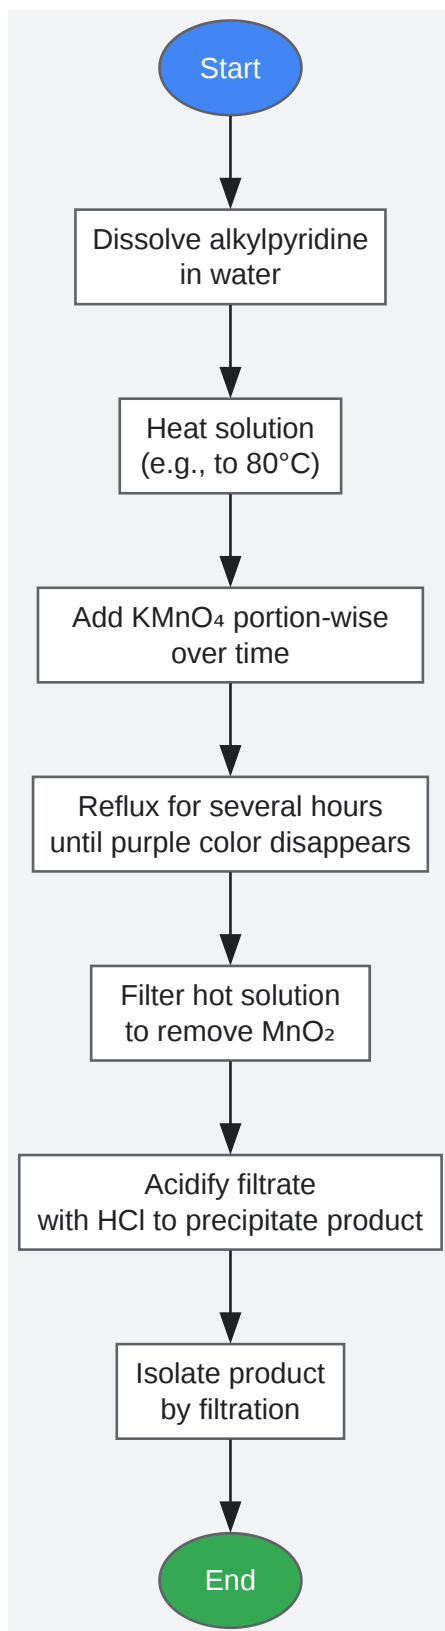 Start
Dissolve alkylpyridine
in water
Heat solution
(e.g., to 80°C)
Add KMnO₄ portion-wise
over time
Reflux for several hours
until purple color disappears
Filter hot solution
to remove MnO₂
Acidify filtrate
with HCl to precipitate product
Isolate product
by filtration
End